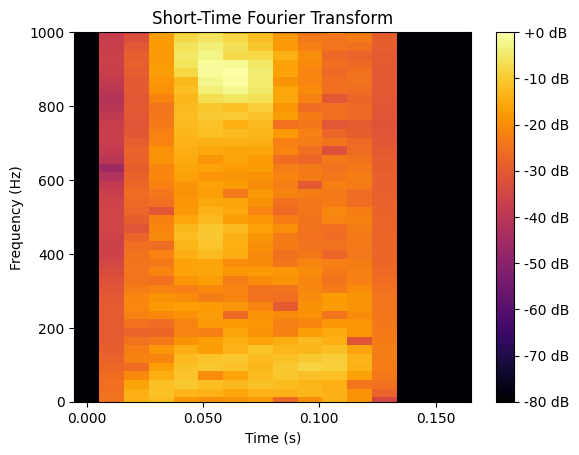 Short-Time Fourier Transform
1000
800
600
400
200
0
Frequency (Hz)
0.000
0.050
0.100
0.150
Time (s)
+0 dB
-10 dB
-20 dB
-30 dB
-40 dB
-50 dB
-60 dB
-70 dB
-80 dB